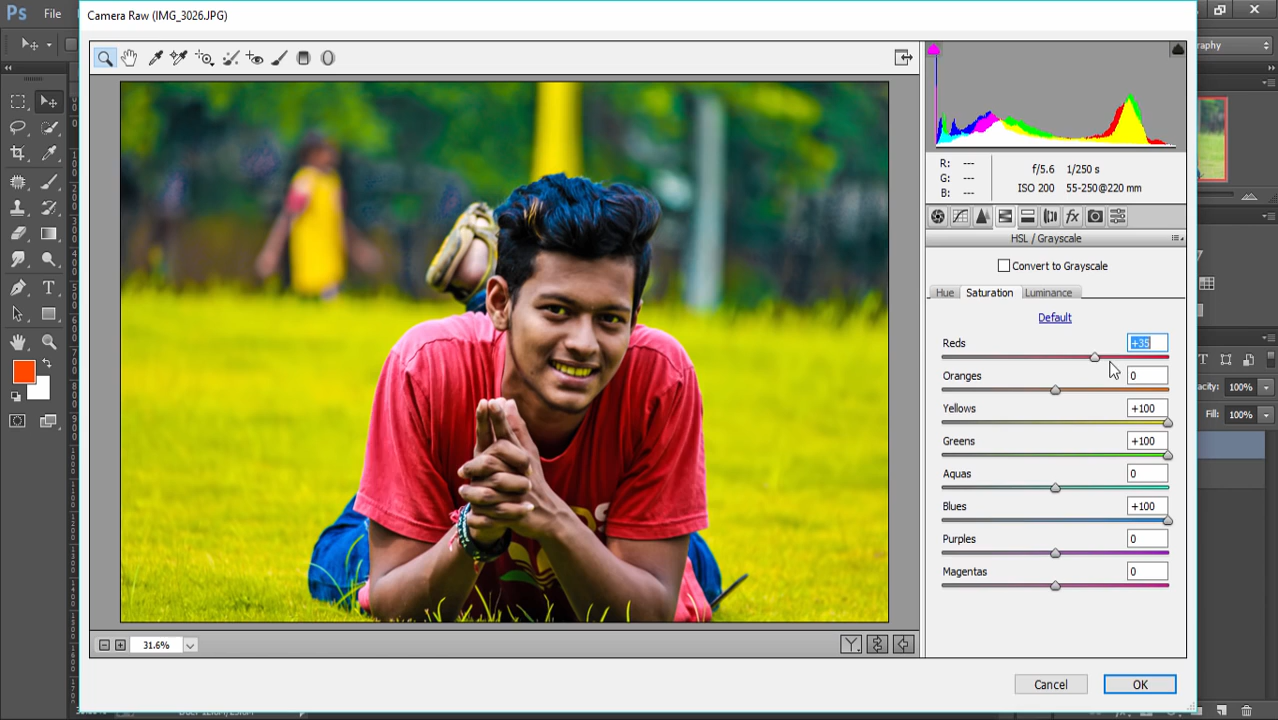 Ps File
Camera Raw (IMG_3026.JPG)
raphy
R: ---
G: ---
B: ---
f/5.6 1/250 s
ISO 200 55-250@220 mm
HSL / Grayscale
Convert to Grayscale
Hue Saturation Luminance
Default
Reds +35
Oranges 0
Yellows +100
Greens +100
Aquas 0
Blues +100
Purples 0
Magentas 0
pacity: 100%
Fill: 100%
31.6%
Cancel OK